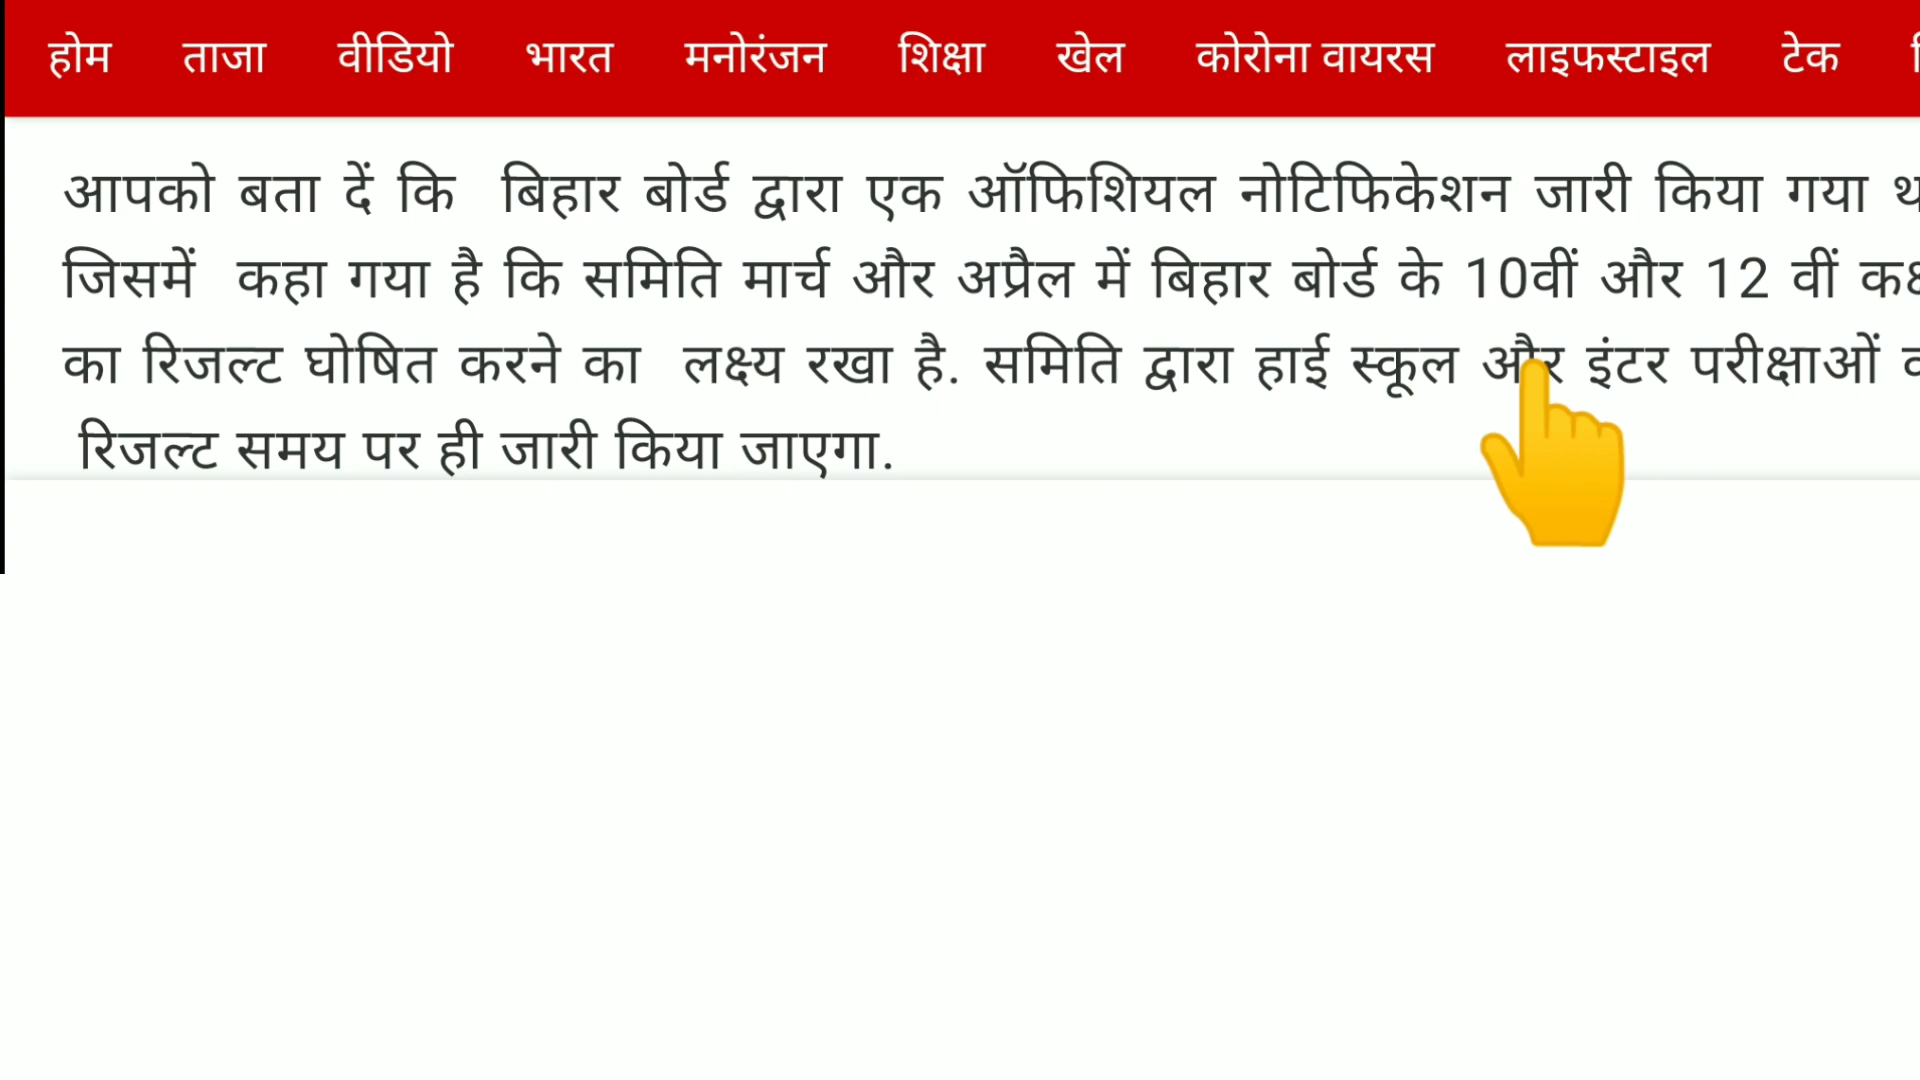 होम ताजा वीडियो भारत मनोरंजन शिक्षा खेल कोरोना वायरस लाइफस्टाइल टेक
आपको बता दें कि बिहार बोर्ड द्वारा एक ऑफिशियल नोटिफिकेशन जारी किया गया
जिसमें कहा गया है कि समिति मार्च और अप्रैल में बिहार बोर्ड के 10वीं और 12 वीं
का रिजल्ट घोषित करने का लक्ष्य रखा है. समिति द्वारा हाई स्कूल और इंटर परीक्षाओं
रिजल्ट समय पर ही जारी किया जाएगा.